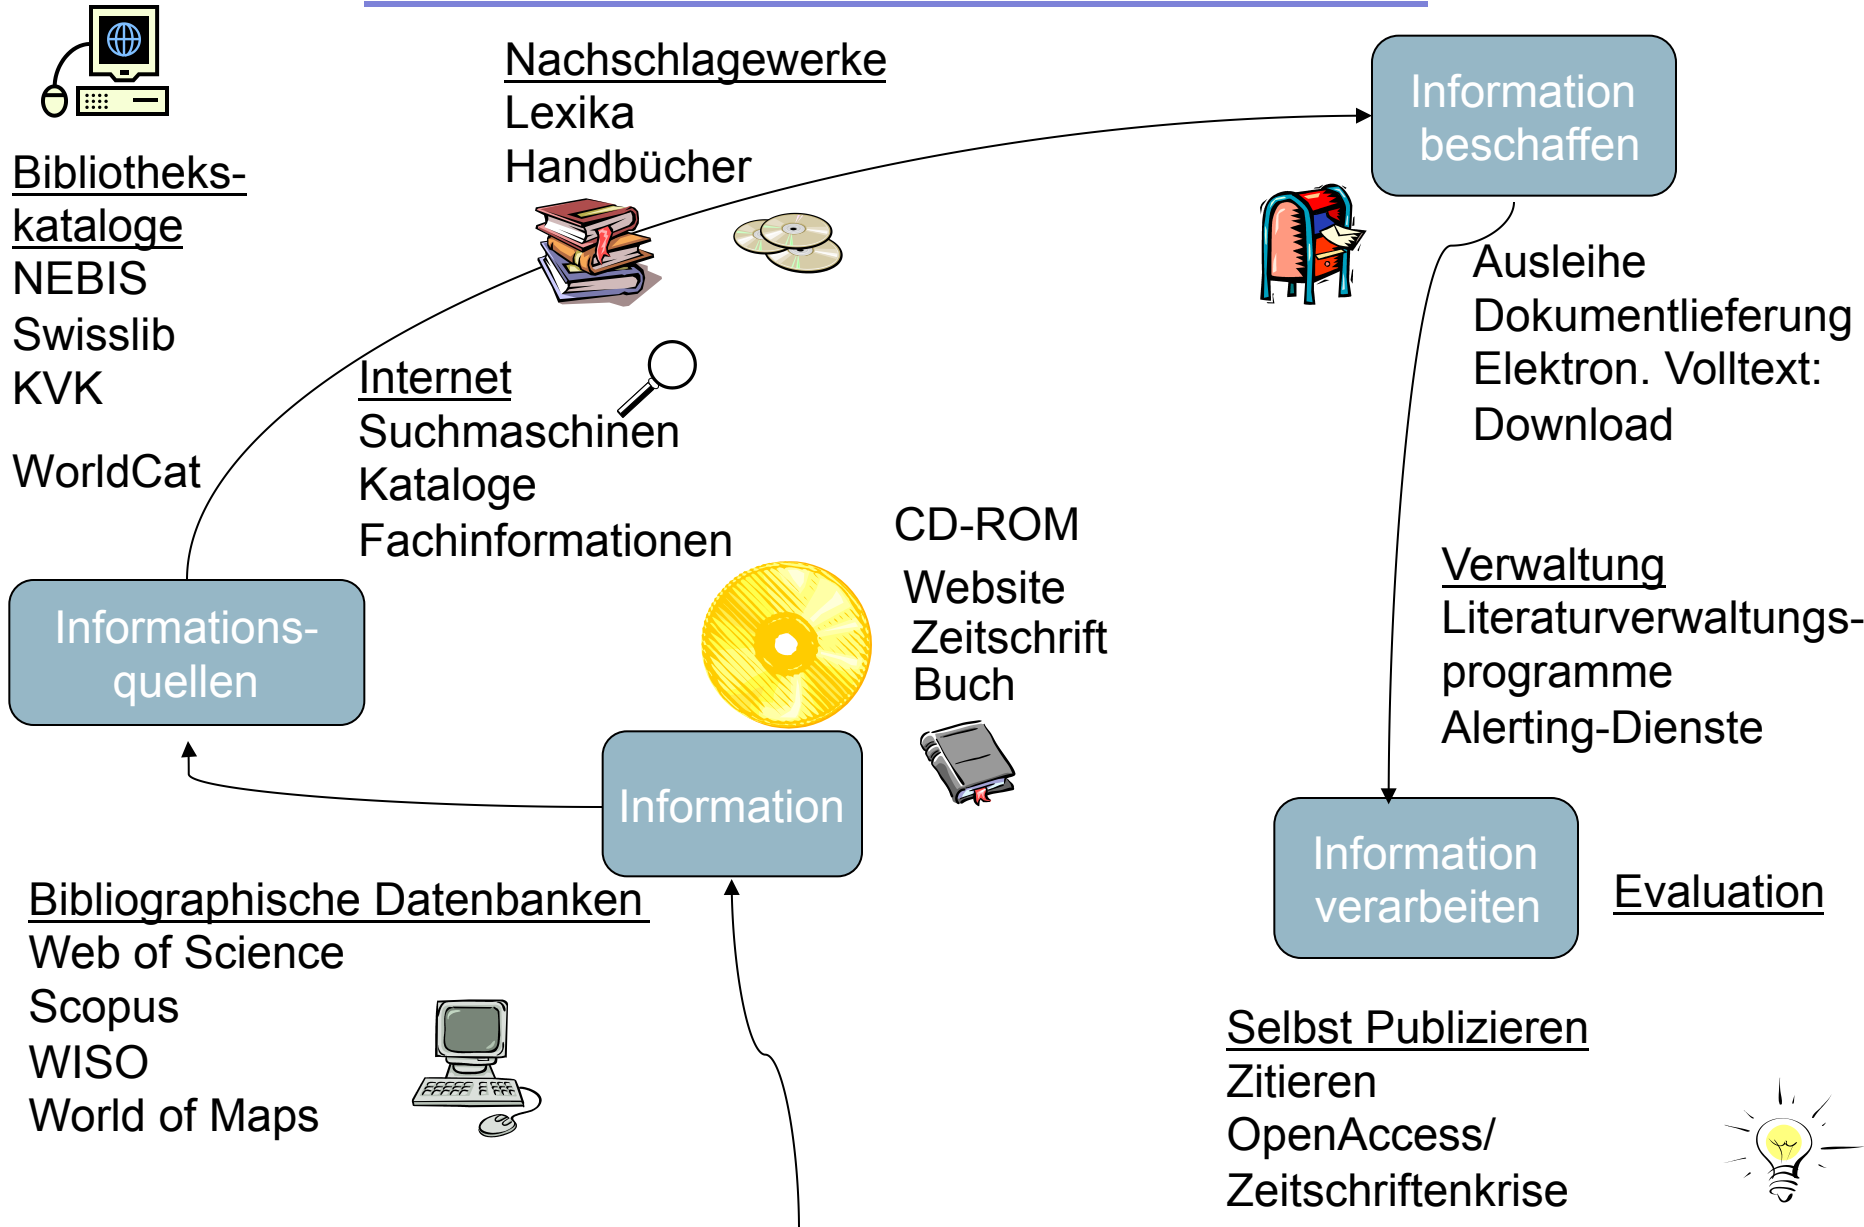 Nachschlagewerke
Lexika
Handbücher
Information
beschaffen
Bibliotheks-
kataloge
NEBIS
Swisslib
KVK
WorldCat
Internet
Suchmaschinen
Kataloge
Fachinformationen
Ausleihe
Dokumentlieferung
Elektron. Volltext:
Download
CD-ROM
Website
Zeitschrift
Buch
Verwaltung
Literaturverwaltungs-
programme
Alerting-Dienste
Informations-
quellen
Information
Information
verarbeiten
Evaluation
Bibliographische Datenbanken
Web of Science
Scopus
WISO
World of Maps
Selbst Publizieren
Zitieren
OpenAccess/
Zeitschriftenkrise